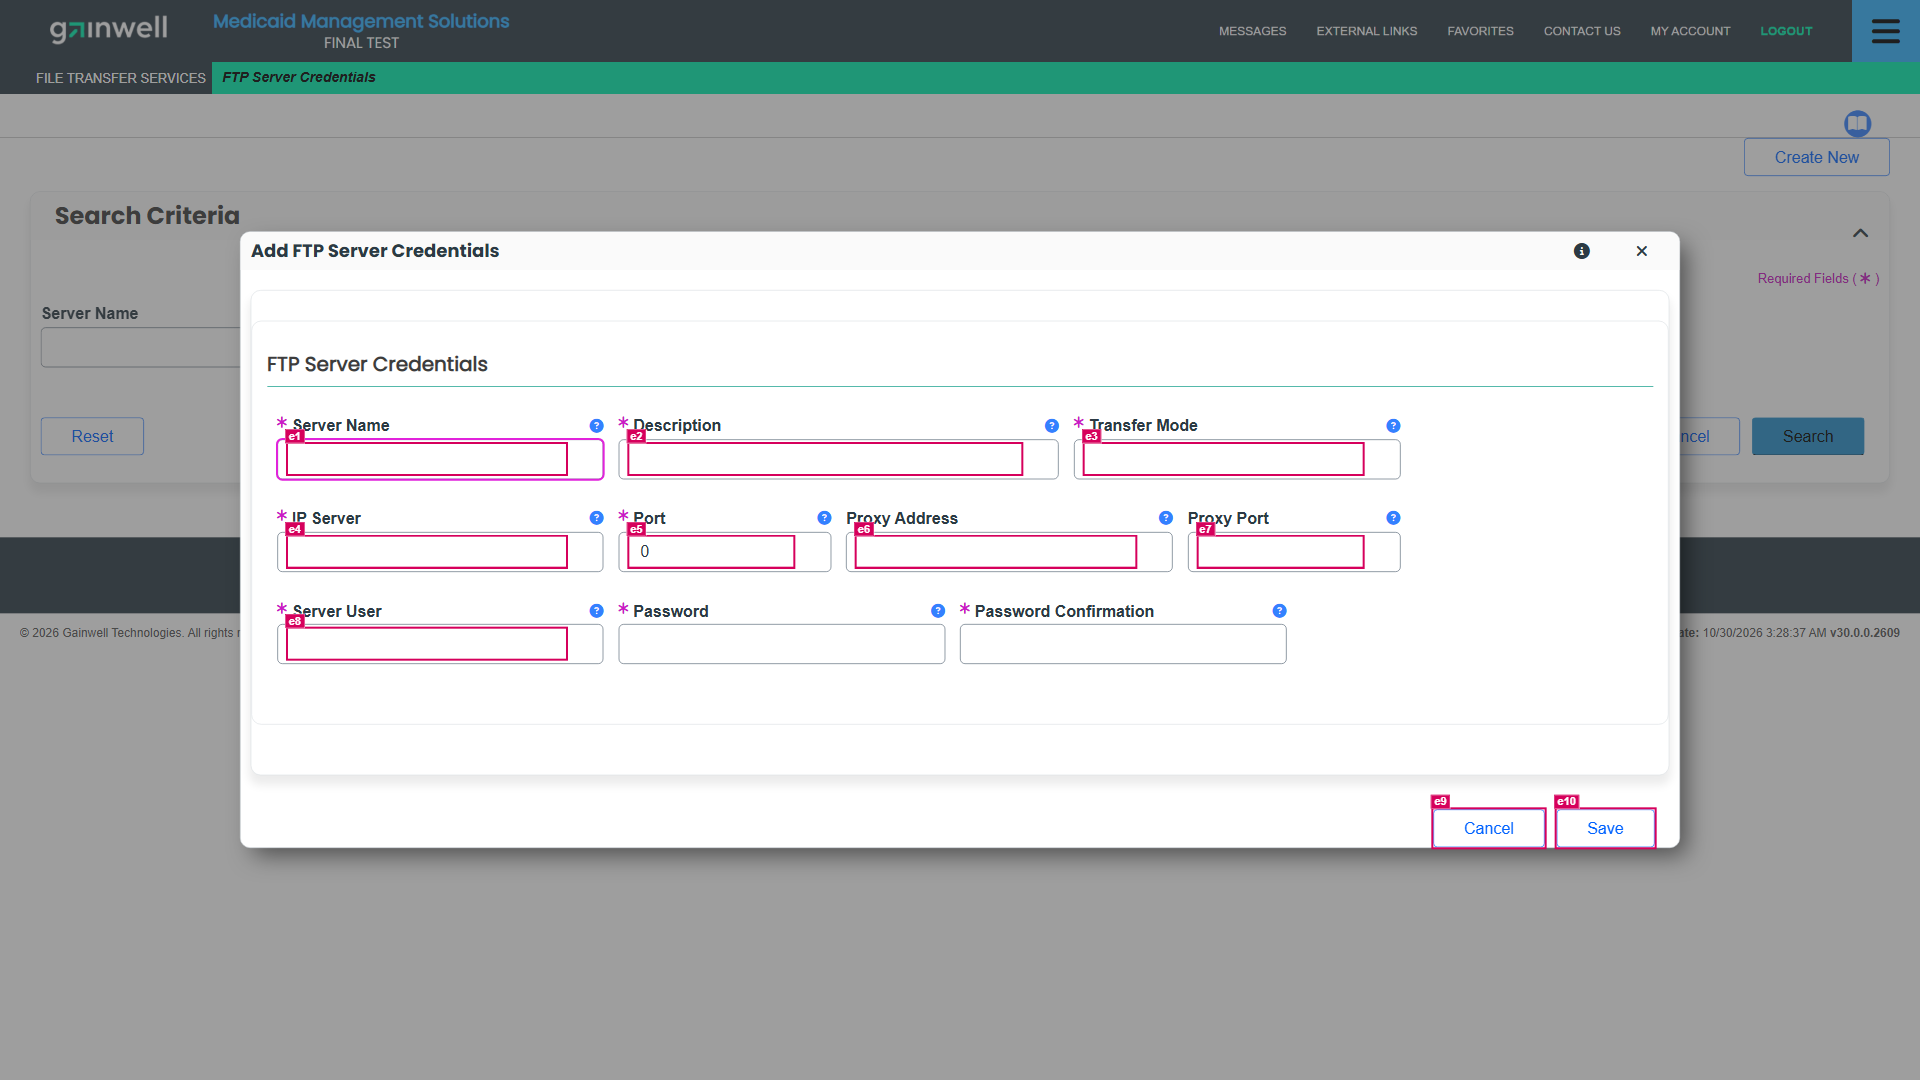 gainwell
Medicaid Management Solutions
FINAL TEST
MESSAGES
EXTERNAL LINKS
FAVORITES
CONTACT US
MY ACCOUNT
LOGOUT
FILE TRANSFER SERVICES
FTP Server Credentials
Create New
Search Criteria
Required Fields ( * )
Server Name
Reset
ncel
Search
Add FTP Server Credentials
FTP Server Credentials
* Server Name
* Description
* Transfer Mode
e1
e2
e3
* IP Server
* Port
Proxy Address
Proxy Port
e4
e5
e6
e7
0
* Server User
* Password
* Password Confirmation
e8
e9
e10
Cancel
Save
© 2026 Gainwell Technologies. All rights
ate: 10/30/2026 3:28:37 AM v30.0.0.2609